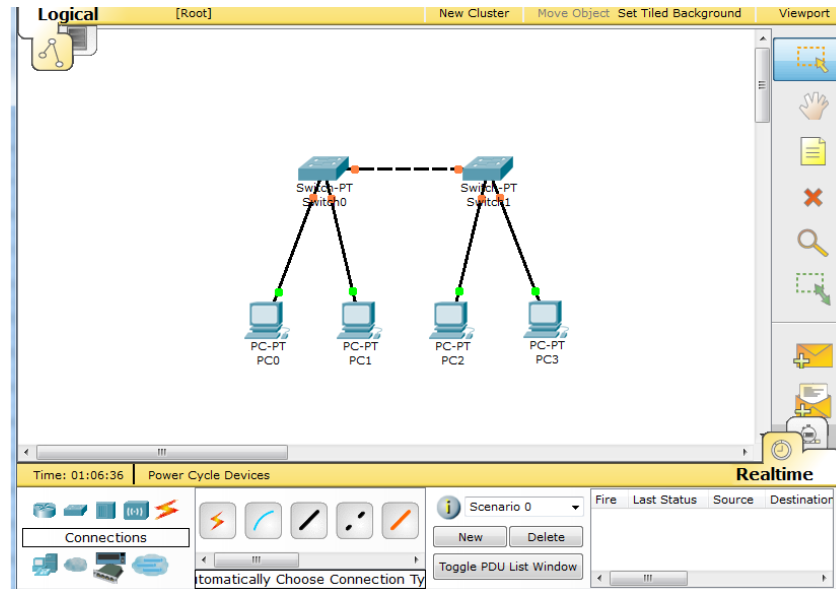 Logical [Root] New Cluster Move Object Set Tiled Background Viewport
Switch-PT Switch-PT
Switch0 Switch1
PC-PT PC-PT PC-PT PC-PT
PC0 PC1 PC2 PC3
Time: 01:06:36 Power Cycle Devices Realtime
Connections
utomatically Choose Connection Ty
Scenario 0
New Delete
Toggle PDU List Window
Fire Last Status Source Destination